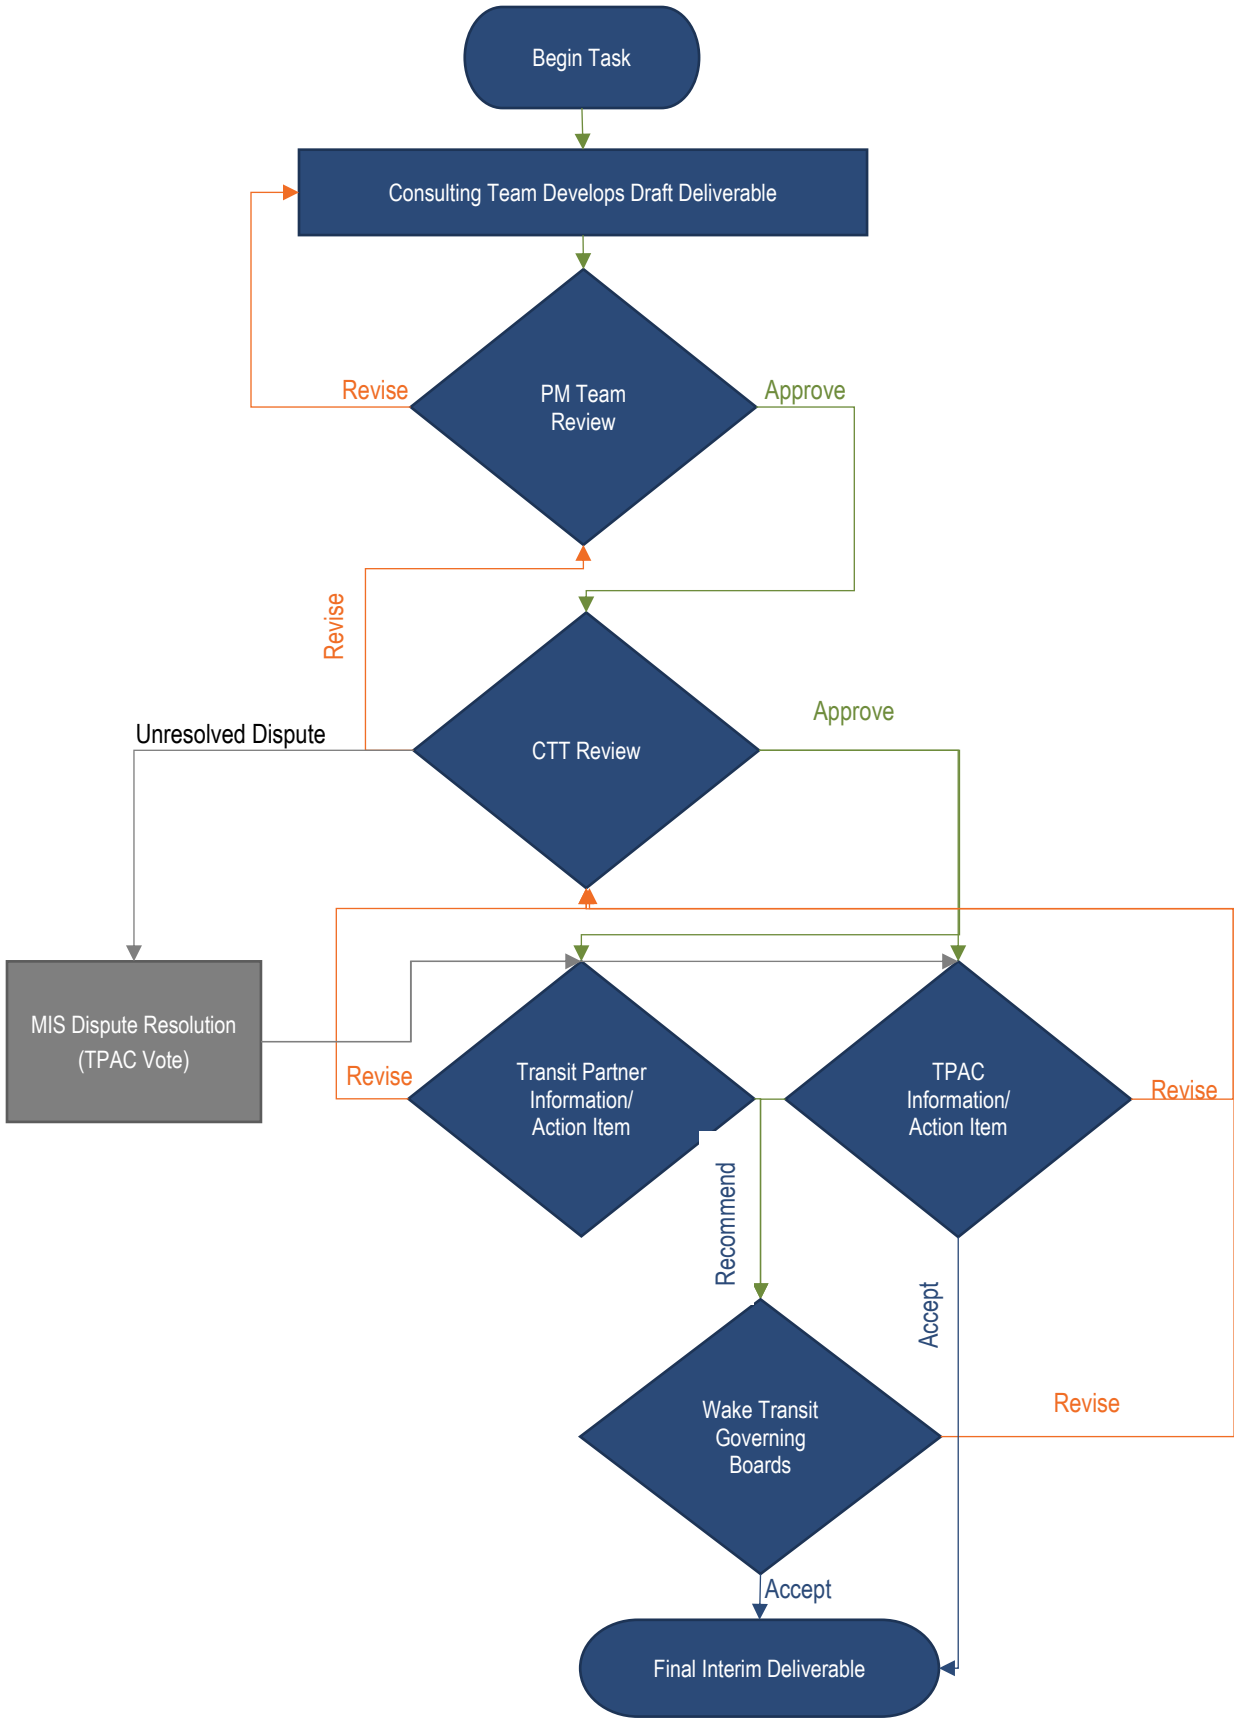 Begin Task
Consulting Team Develops Draft Deliverable
Revise
PM Team
Review
Approve
Revise
Approve
Unresolved Dispute
CTT Review
MIS Dispute Resolution
(TPAC Vote)
Revise
Transit Partner
Information/
Action Item
TPAC
Information/
Action Item
Revise
Recommend
Accept
Wake Transit
Governing
Boards
Revise
Accept
Final Interim Deliverable